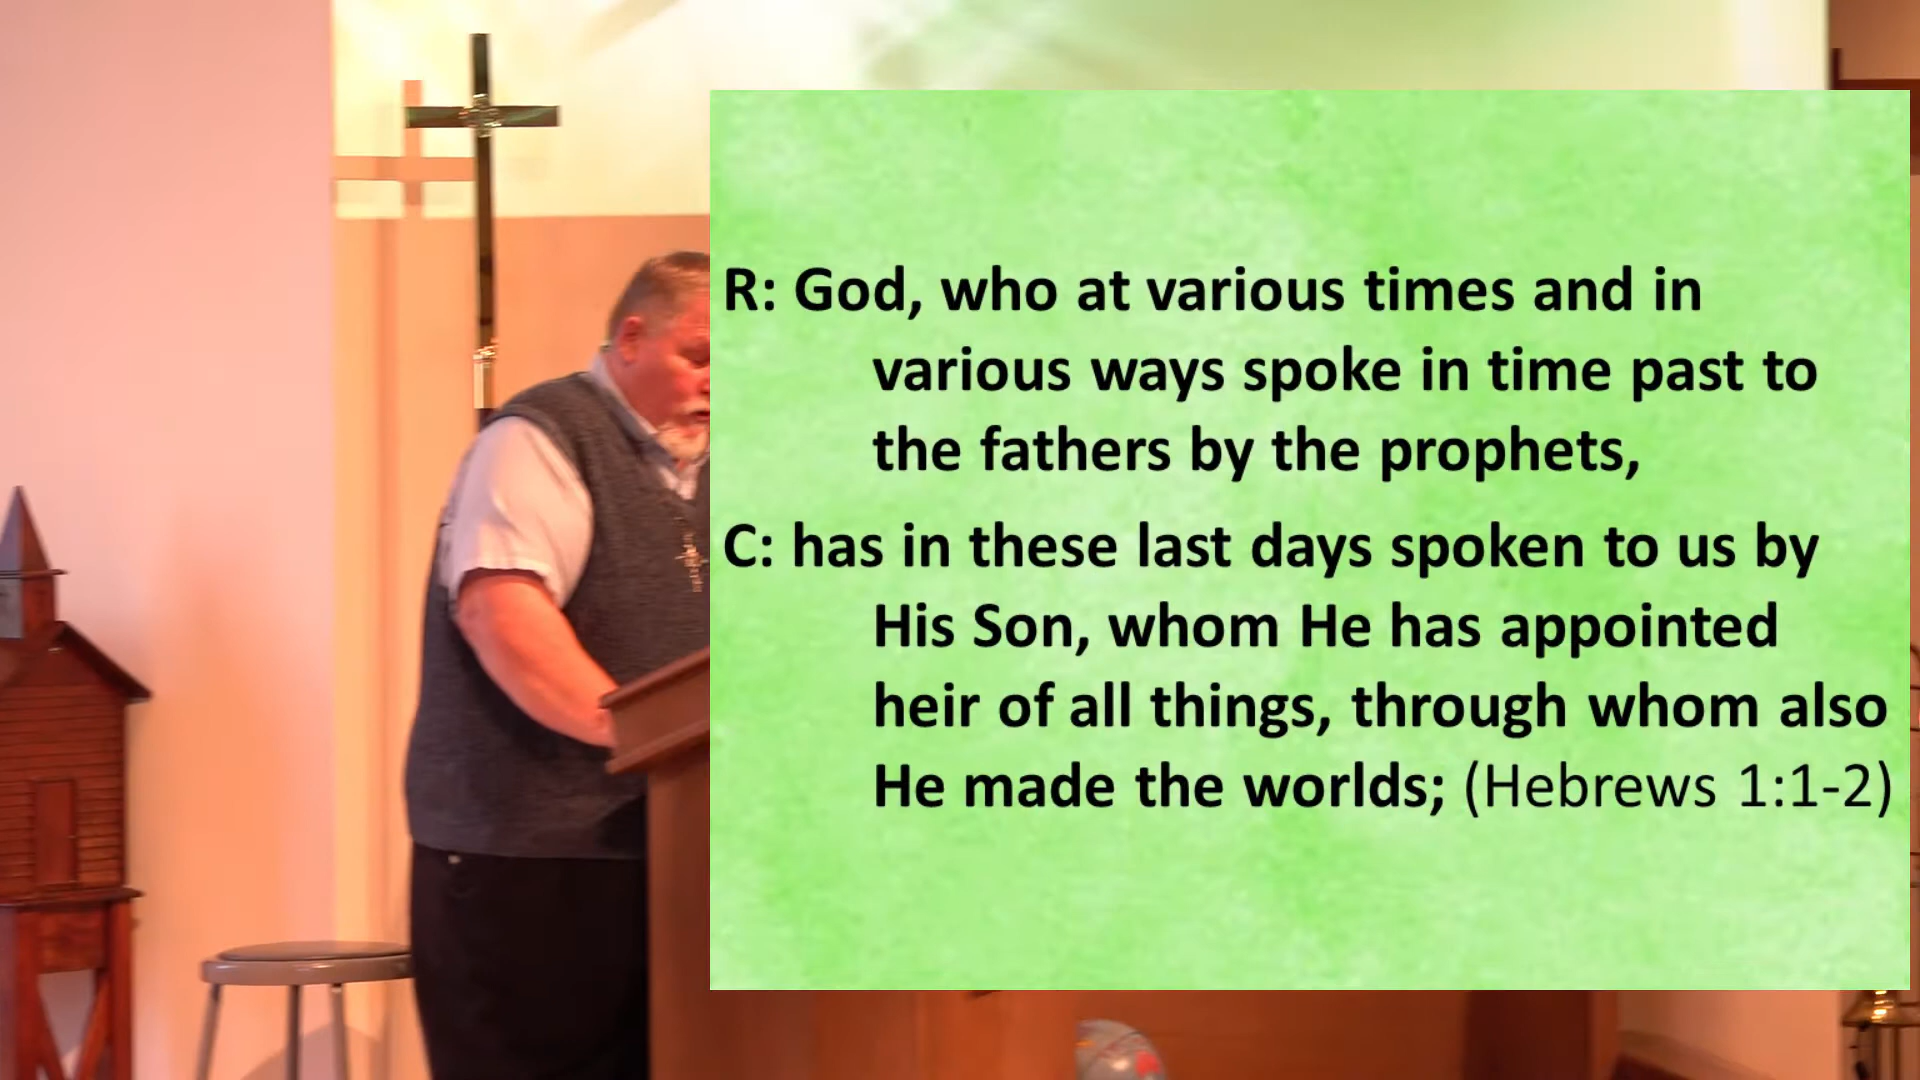 R: God, who at various times and in
various ways spoke in time past to
the fathers by the prophets,
C: has in these last days spoken to us by
His Son, whom He has appointed
heir of all things, through whom also
He made the worlds; (Hebrews 1:1-2)